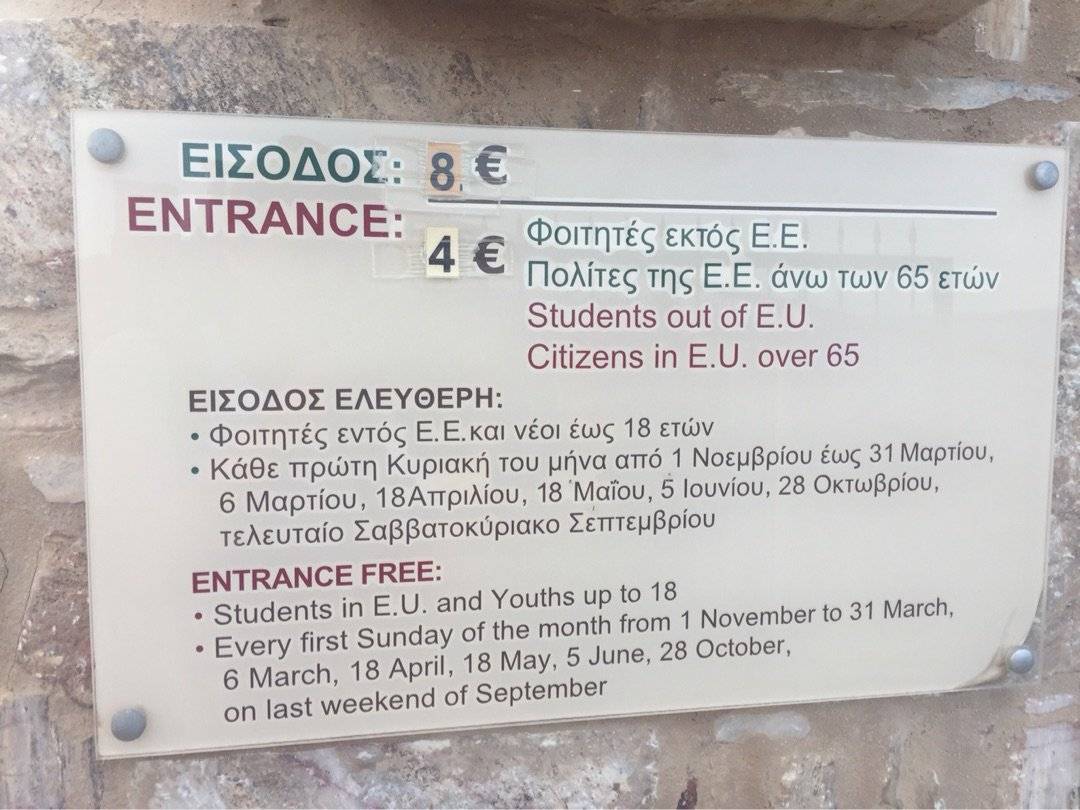 ΕΙΣΟΔΟΣ: 8 €
ENTRANCE:
4 €
Φοιτητές εκτός Ε.Ε.
Πολίτες της Ε.Ε. άνω των 65 ετών
Students out of E.U.
Citizens in E.U. over 65
ΕΙΣΟΔΟΣ ΕΛΕΥΘΕΡΗ:
• Φοιτητές εντός Ε.Ε.και νέοι έως 18 ετών
• Κάθε πρώτη Κυριακή του μήνα από 1 Νοεμβρίου έως 31 Μαρτίου,
6 Μαρτίου, 18Απριλίου, 18 Μαΐου, 5 Ιουνίου, 28 Οκτωβρίου,
τελευταίο Σαββατοκύριακο Σεπτεμβρίου
ENTRANCE FREE:
• Students in E.U. and Youths up to 18
• Every first Sunday of the month from 1 November to 31 March,
6 March, 18 April, 18 May, 5 June, 28 October,
on last weekend of September